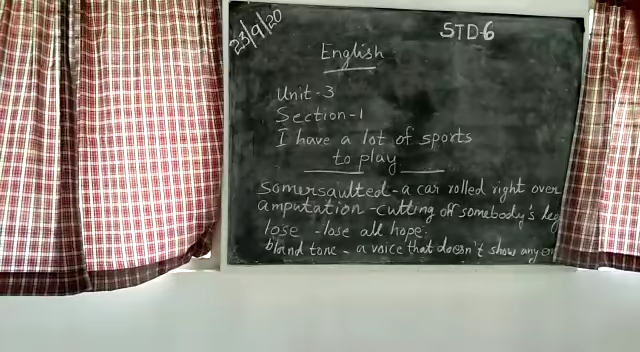 23/9/20
STD-6
English
Unit-3
Section-1
I have a lot of sports
to play
somersaulted - a car rolled right over
amputation - cutting off somebody's leg
lose - lose all hope.
bland tone - a voice that doesn't show any